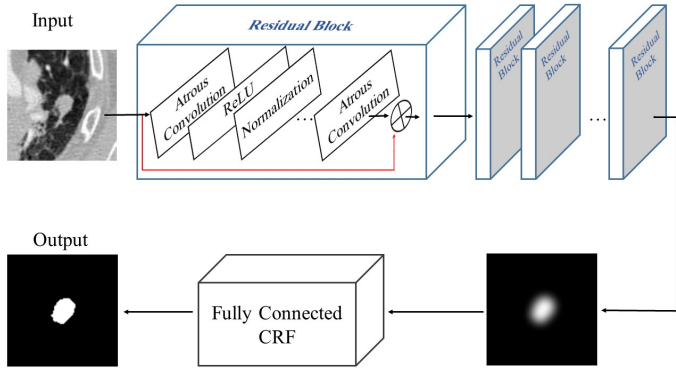 Input
Residual Block
Atrous
Convolution
ReLU
Normalization
...
Atrous
Convolution
Residual
Block
Residual
Block
...
Residual
Block
Output
Fully Connected
CRF